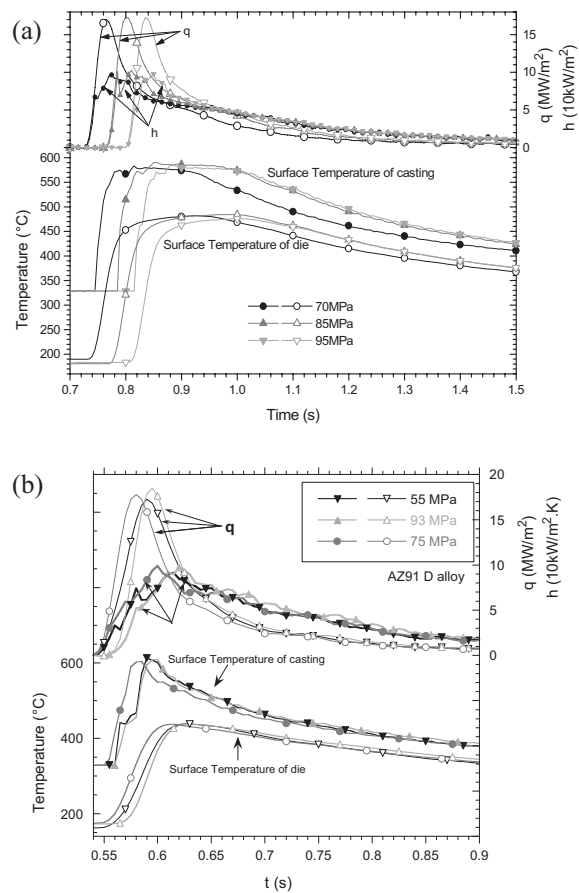 (a)
q
h
15
10
5
0
q (MW/m²)
h (10kW/m².K)
600
550
500
450
400
350
300
250
200
Temperature (°C)
Surface Temperature of casting
Surface Temperature of die
70MPa
85MPa
95MPa
0.7 0.8 0.9 1.0 1.1 1.2 1.3 1.4 1.5
Time (s)
(b)
q
55 MPa
93 MPa
75 MPa
AZ91 D alloy
20
15
10
5
0
q (MW/m²)
h (10kW/m².K)
600
400
200
Temperature (°C)
Surface Temperature of casting
Surface Temperature of die
0.55 0.6 0.65 0.7 0.75 0.8 0.85 0.9
t (s)